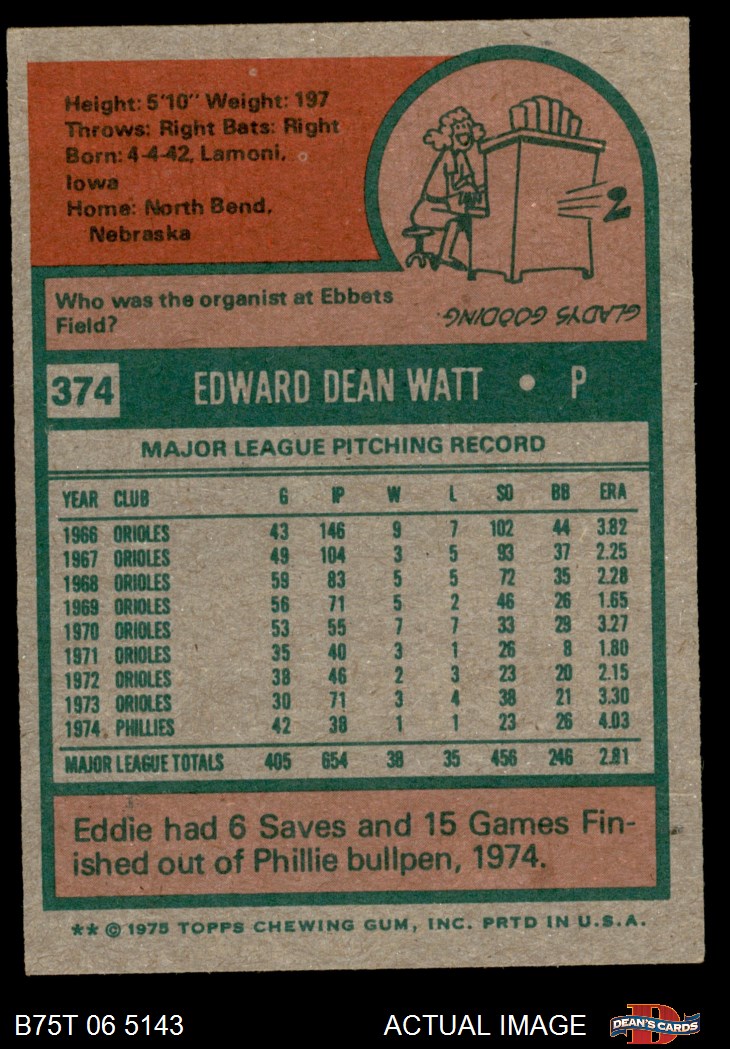 Height: 5'10" Weight: 197
Throws: Right Bats: Right
Born: 4-4-42, Lamoni,
Iowa
Home: North Bend,
Nebraska
Who was the organist at Ebbets
Field?
GLADYS GOODING.
374 EDWARD DEAN WATT • P
MAJOR LEAGUE PITCHING RECORD
YEAR CLUB G IP W L SO BB ERA
1966 ORIOLES 43 146 9 7 102 44 3.82
1967 ORIOLES 49 104 3 5 93 37 2.25
1968 ORIOLES 59 83 5 5 72 35 2.28
1969 ORIOLES 56 71 5 2 46 26 1.65
1970 ORIOLES 53 55 7 7 33 29 3.27
1971 ORIOLES 35 40 3 1 26 8 1.80
1972 ORIOLES 38 46 2 3 23 20 2.15
1973 ORIOLES 30 71 3 4 38 21 3.30
1974 PHILLIES 42 38 1 1 23 26 4.03
MAJOR LEAGUE TOTALS 405 654 38 35 456 246 2.81
Eddie had 6 Saves and 15 Games Fin-
ished out of Phillie bullpen, 1974.
** © 1975 TOPPS CHEWING GUM, INC. PRTD IN U.S.A.
B75T 06 5143 ACTUAL IMAGE DEAN'S CARDS